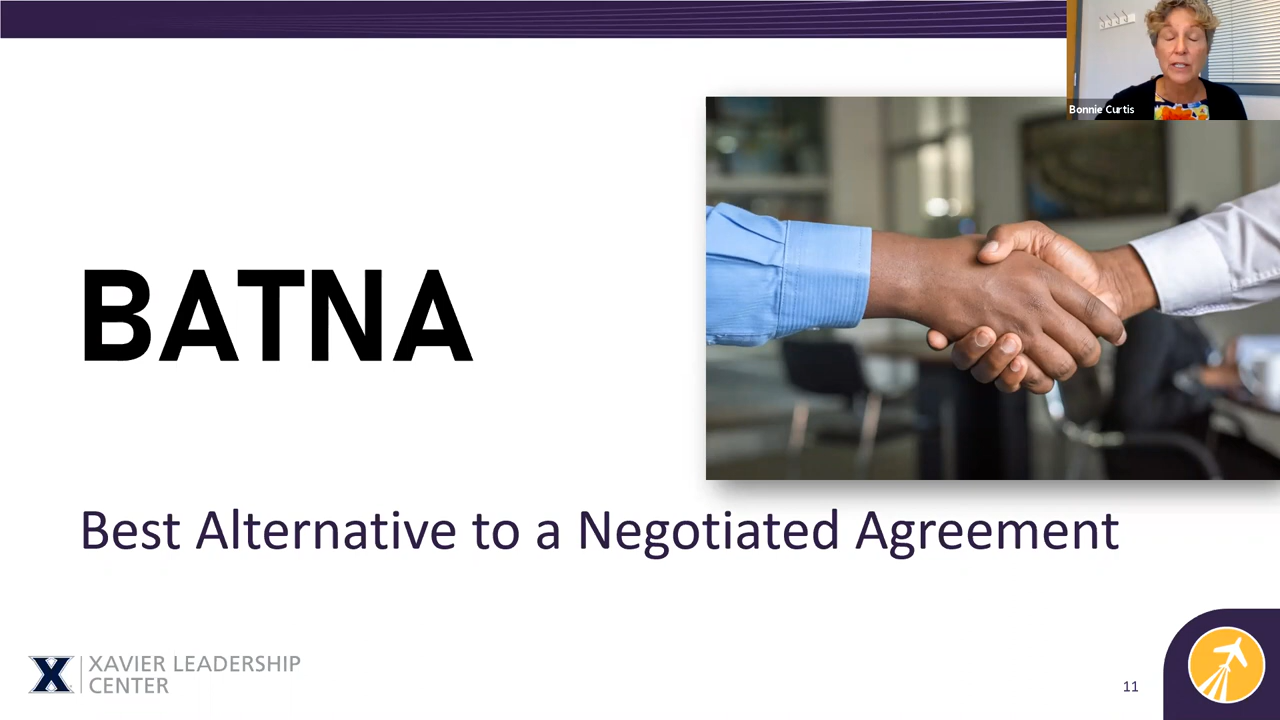 Bonnie Curtis
BATNA
Best Alternative to a Negotiated Agreement
X
XAVIER LEADERSHIP
CENTER
11